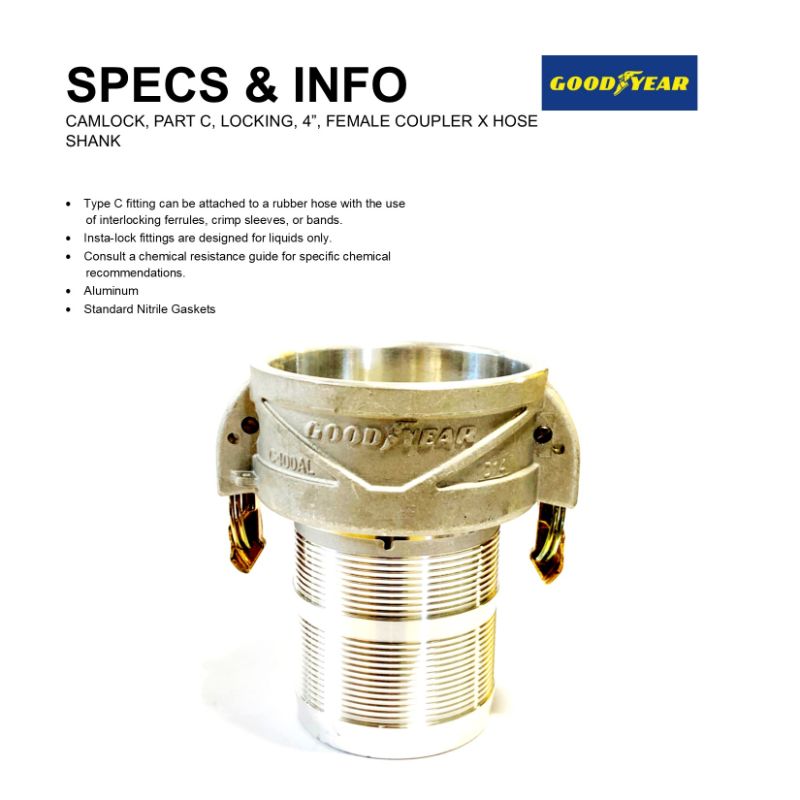 SPECS & INFO
GOODYEAR
CAMLOCK, PART C, LOCKING, 4”, FEMALE COUPLER X HOSE
SHANK
• Type C fitting can be attached to a rubber hose with the use
of interlocking ferrules, crimp sleeves, or bands.
• Insta-lock fittings are designed for liquids only.
• Consult a chemical resistance guide for specific chemical
recommendations.
• Aluminum
• Standard Nitrile Gaskets
GOODYEAR
C400AL